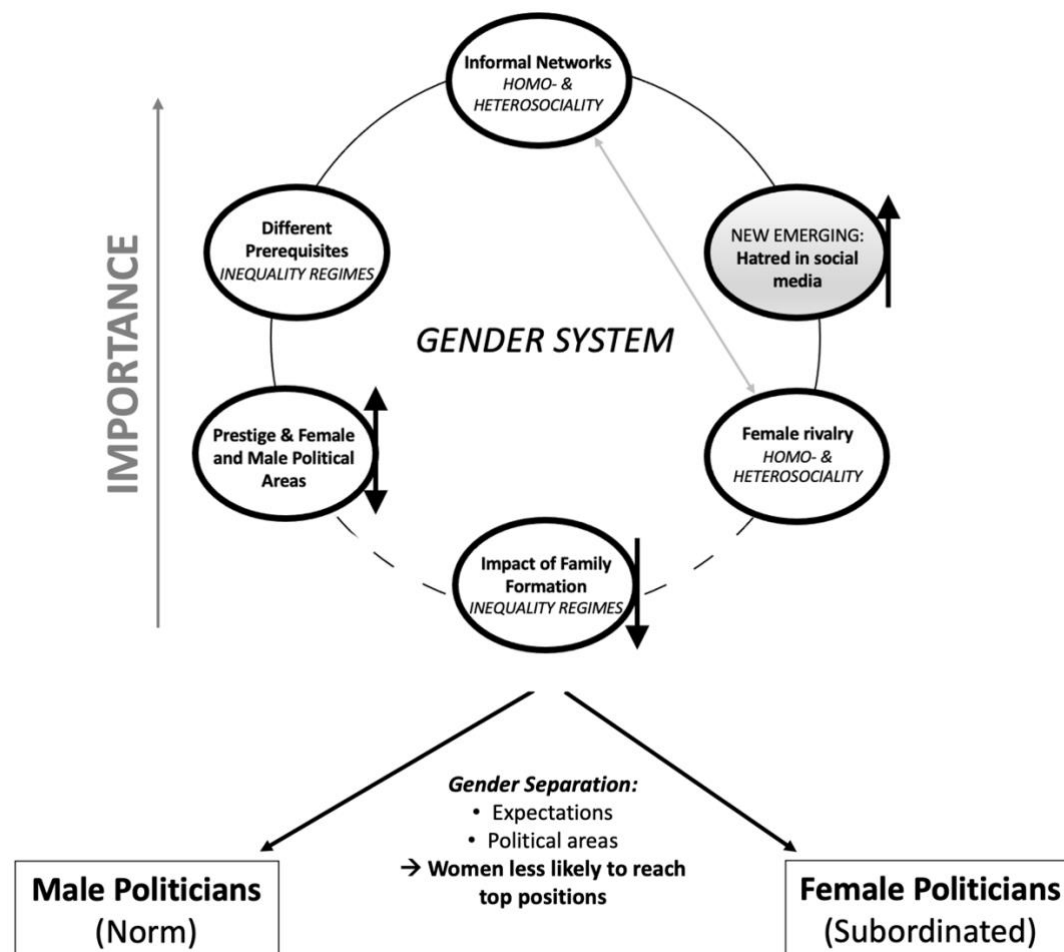 Informal Networks
HOMO- &
HETEROSOCIALITY
IMPORTANCE
Different
Prerequisites
INEQUALITY REGIMES
NEW EMERGING:
Hatred in social
media
GENDER SYSTEM
Prestige & Female
and Male Political
Areas
Female rivalry
HOMO- &
HETEROSOCIALITY
Impact of Family
Formation
INEQUALITY REGIMES
Gender Separation:
• Expectations
• Political areas
→ Women less likely to reach
top positions
Male Politicians
(Norm)
Female Politicians
(Subordinated)